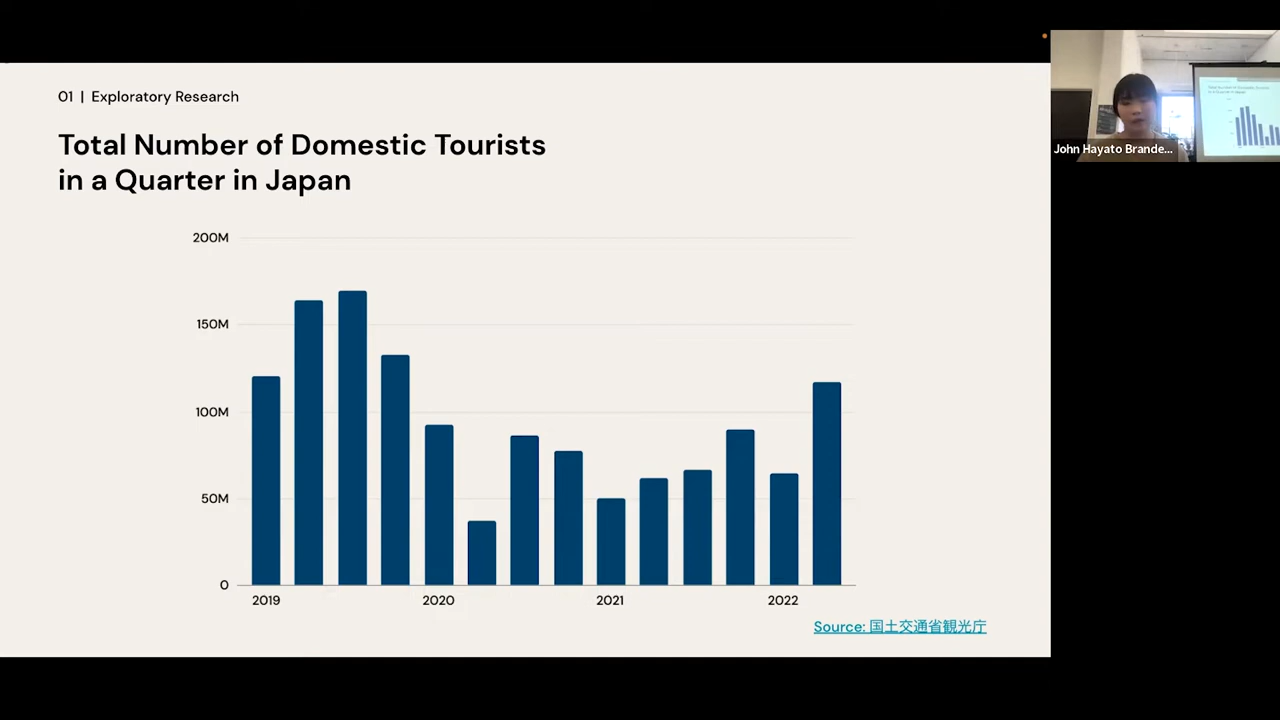 01 | Exploratory Research
Total Number of Domestic Tourists
in a Quarter in Japan
200M
150M
100M
50M
0
2019 2020 2021 2022
Source: 国土交通省観光庁
John Hayato Brande...